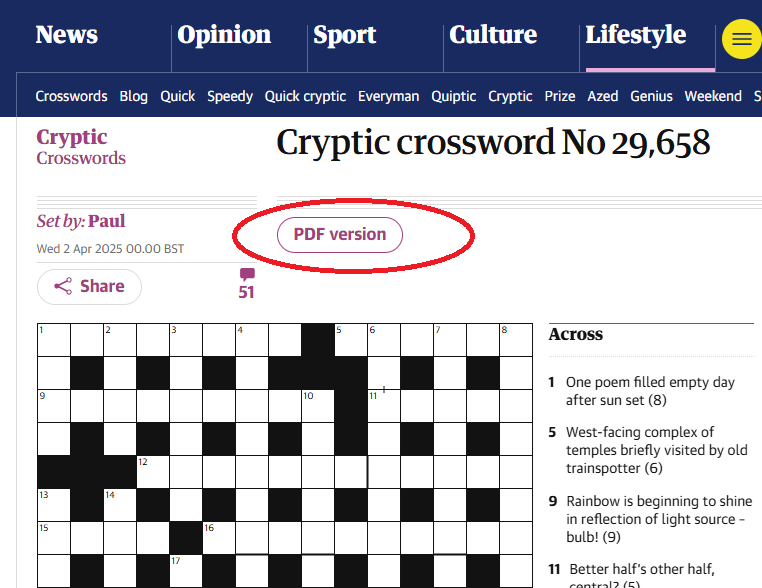 News Opinion Sport Culture Lifestyle
Crosswords Blog Quick Speedy Quick cryptic Everyman Quiptic Cryptic Prize Azed Genius Weekend S
Cryptic
Crosswords
Cryptic crossword No 29,658
Set by: Paul
Wed 2 Apr 2025 00.00 BST
PDF version
Share
51
1 2 3 4 5 6 7 8
9 10 11
12
13 14
15 16
17
Across
1 One poem filled empty day
after sun set (8)
5 West-facing complex of
temples briefly visited by old
trainspotter (6)
9 Rainbow is beginning to shine
in reflection of light source –
bulb! (9)
11 Better half's other half,
central? (5)